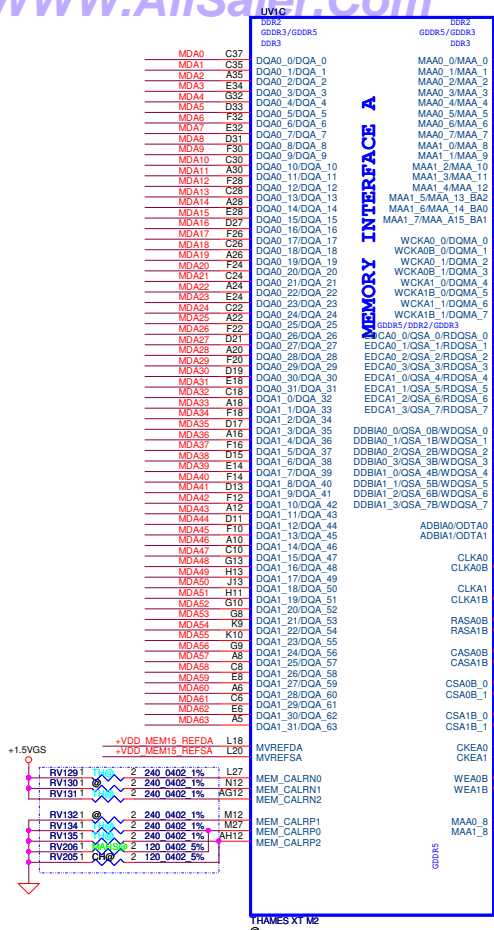 WWW.AliSaler.Com
UV1C
DDR2 DDR2
GDDR3/GDDR5 GDDR5/GDDR3
DDR3 DDR3
MDA0 C37 DQA0_0/DQA_0 MAA0_0/MAA_0
MDA1 C35 DQA0_1/DQA_1 MAA0_1/MAA_1
MDA2 A35 DQA0_2/DQA_2 MAA0_2/MAA_2
MDA3 E34 DQA0_3/DQA_3 MAA0_3/MAA_3
MDA4 G32 DQA0_4/DQA_4 MAA0_4/MAA_4
MDA5 D33 DQA0_5/DQA_5 MAA0_5/MAA_5
MDA6 F32 DQA0_6/DQA_6 MAA0_6/MAA_6
MDA7 E32 DQA0_7/DQA_7 MAA0_7/MAA_7
MDA8 D31 DQA0_8/DQA_8 MAA1_0/MAA_8
MDA9 F30 DQA0_9/DQA_9 MAA1_1/MAA_9
MDA10 C30 DQA0_10/DQA_10 MAA1_2/MAA_10
MDA11 A30 DQA0_11/DQA_11 MAA1_3/MAA_11
MDA12 F28 DQA0_12/DQA_12 MAA1_4/MAA_12
MDA13 C28 DQA0_13/DQA_13 MAA1_5/MAA_13_BA2
MDA14 A28 DQA0_14/DQA_14 MAA1_6/MAA_14_BA0
MDA15 E28 DQA0_15/DQA_15 MAA1_7/MAA_A15_BA1
MDA16 D27 DQA0_16/DQA_16
MDA17 F26 DQA0_17/DQA_17 WCKA0_0/DQMA_0
MDA18 C26 DQA0_18/DQA_18 WCKA0B_0/DQMA_1
MDA19 A26 DQA0_19/DQA_19 WCKA0_1/DQMA_2
MDA20 F24 DQA0_20/DQA_20 WCKA0B_1/DQMA_3
MDA21 C24 DQA0_21/DQA_21 WCKA1_0/DQMA_4
MDA22 A24 DQA0_22/DQA_22 WCKA1B_0/DQMA_5
MDA23 E24 DQA0_23/DQA_23 WCKA1_1/DQMA_6
MDA24 C22 DQA0_24/DQA_24 WCKA1B_1/DQMA_7
MDA25 A22 DQA0_25/DQA_25 GDDR5/DDR2/GDDR3
MDA26 F22 DQA0_26/DQA_26 EDCA0_0/QSA_0/RDQSA_0
MDA27 D21 DQA0_27/DQA_27 EDCA0_1/QSA_1/RDQSA_1
MDA28 A20 DQA0_28/DQA_28 EDCA0_2/QSA_2/RDQSA_2
MDA29 F20 DQA0_29/DQA_29 EDCA0_3/QSA_3/RDQSA_3
MDA30 D19 DQA0_30/DQA_30 EDCA1_0/QSA_4/RDQSA_4
MDA31 E18 DQA0_31/DQA_31 EDCA1_1/QSA_5/RDQSA_5
MDA32 C18 DQA1_0/DQA_32 EDCA1_2/QSA_6/RDQSA_6
MDA33 A18 DQA1_1/DQA_33 EDCA1_3/QSA_7/RDQSA_7
MDA34 F18 DQA1_2/DQA_34
MDA35 D17 DQA1_3/DQA_35 DDBIA0_0/QSA_0B/WDQSA_0
MDA36 A16 DQA1_4/DQA_36 DDBIA0_1/QSA_1B/WDQSA_1
MDA37 F16 DQA1_5/DQA_37 DDBIA0_2/QSA_2B/WDQSA_2
MDA38 D15 DQA1_6/DQA_38 DDBIA0_3/QSA_3B/WDQSA_3
MDA39 E14 DQA1_7/DQA_39 DDBIA1_0/QSA_4B/WDQSA_4
MDA40 F14 DQA1_8/DQA_40 DDBIA1_1/QSA_5B/WDQSA_5
MDA41 D13 DQA1_9/DQA_41 DDBIA1_2/QSA_6B/WDQSA_6
MDA42 F12 DQA1_10/DQA_42 DDBIA1_3/QSA_7B/WDQSA_7
MDA43 A12 DQA1_11/DQA_43
MDA44 D11 DQA1_12/DQA_44 ADBIA0/ODTA0
MDA45 F10 DQA1_13/DQA_45 ADBIA1/ODTA1
MDA46 A10 DQA1_14/DQA_46
MDA47 C10 DQA1_15/DQA_47 CLKA0
MDA48 G13 DQA1_16/DQA_48 CLKA0B
MDA49 H13 DQA1_17/DQA_49
MDA50 J13 DQA1_18/DQA_50 CLKA1
MDA51 H11 DQA1_19/DQA_51 CLKA1B
MDA52 G10 DQA1_20/DQA_52
MDA53 G8 DQA1_21/DQA_53 RASA0B
MDA54 K9 DQA1_22/DQA_54 RASA1B
MDA55 K10 DQA1_23/DQA_55
MDA56 G9 DQA1_24/DQA_56 CASA0B
MDA57 A8 DQA1_25/DQA_57 CASA1B
MDA58 C8 DQA1_26/DQA_58
MDA59 E8 DQA1_27/DQA_59 CSA0B_0
MDA60 A6 DQA1_28/DQA_60 CSA0B_1
MDA61 C6 DQA1_29/DQA_61
MDA62 E6 DQA1_30/DQA_62 CSA1B_0
MDA63 A5 DQA1_31/DQA_63 CSA1B_1
MEMORY INTERFACE A
+1.5VGS
+VDD_MEM15_REFDA L18 MVREFDA CKEA0
+VDD_MEM15_REFSA L20 MVREFSA CKEA1
RV129 1 2 240_0402_1% L27 MEM_CALRN0 WEA0B
RV130 1 @ 2 240_0402_1% N12 MEM_CALRN1 WEA1B
RV131 1 2 240_0402_1% AG12 MEM_CALRN2
RV132 1 @ 2 240_0402_1% M12 MEM_CALRP1 MAA0_8
RV134 1 2 240_0402_1% M27 MEM_CALRP0 MAA1_8
RV135 1 2 240_0402_1% AH12 MEM_CALRP2
RV206 1 MARS@ 2 120_0402_5%
RV205 1 CH@ 2 120_0402_5%
GDDR5
THAMES XT M2
@